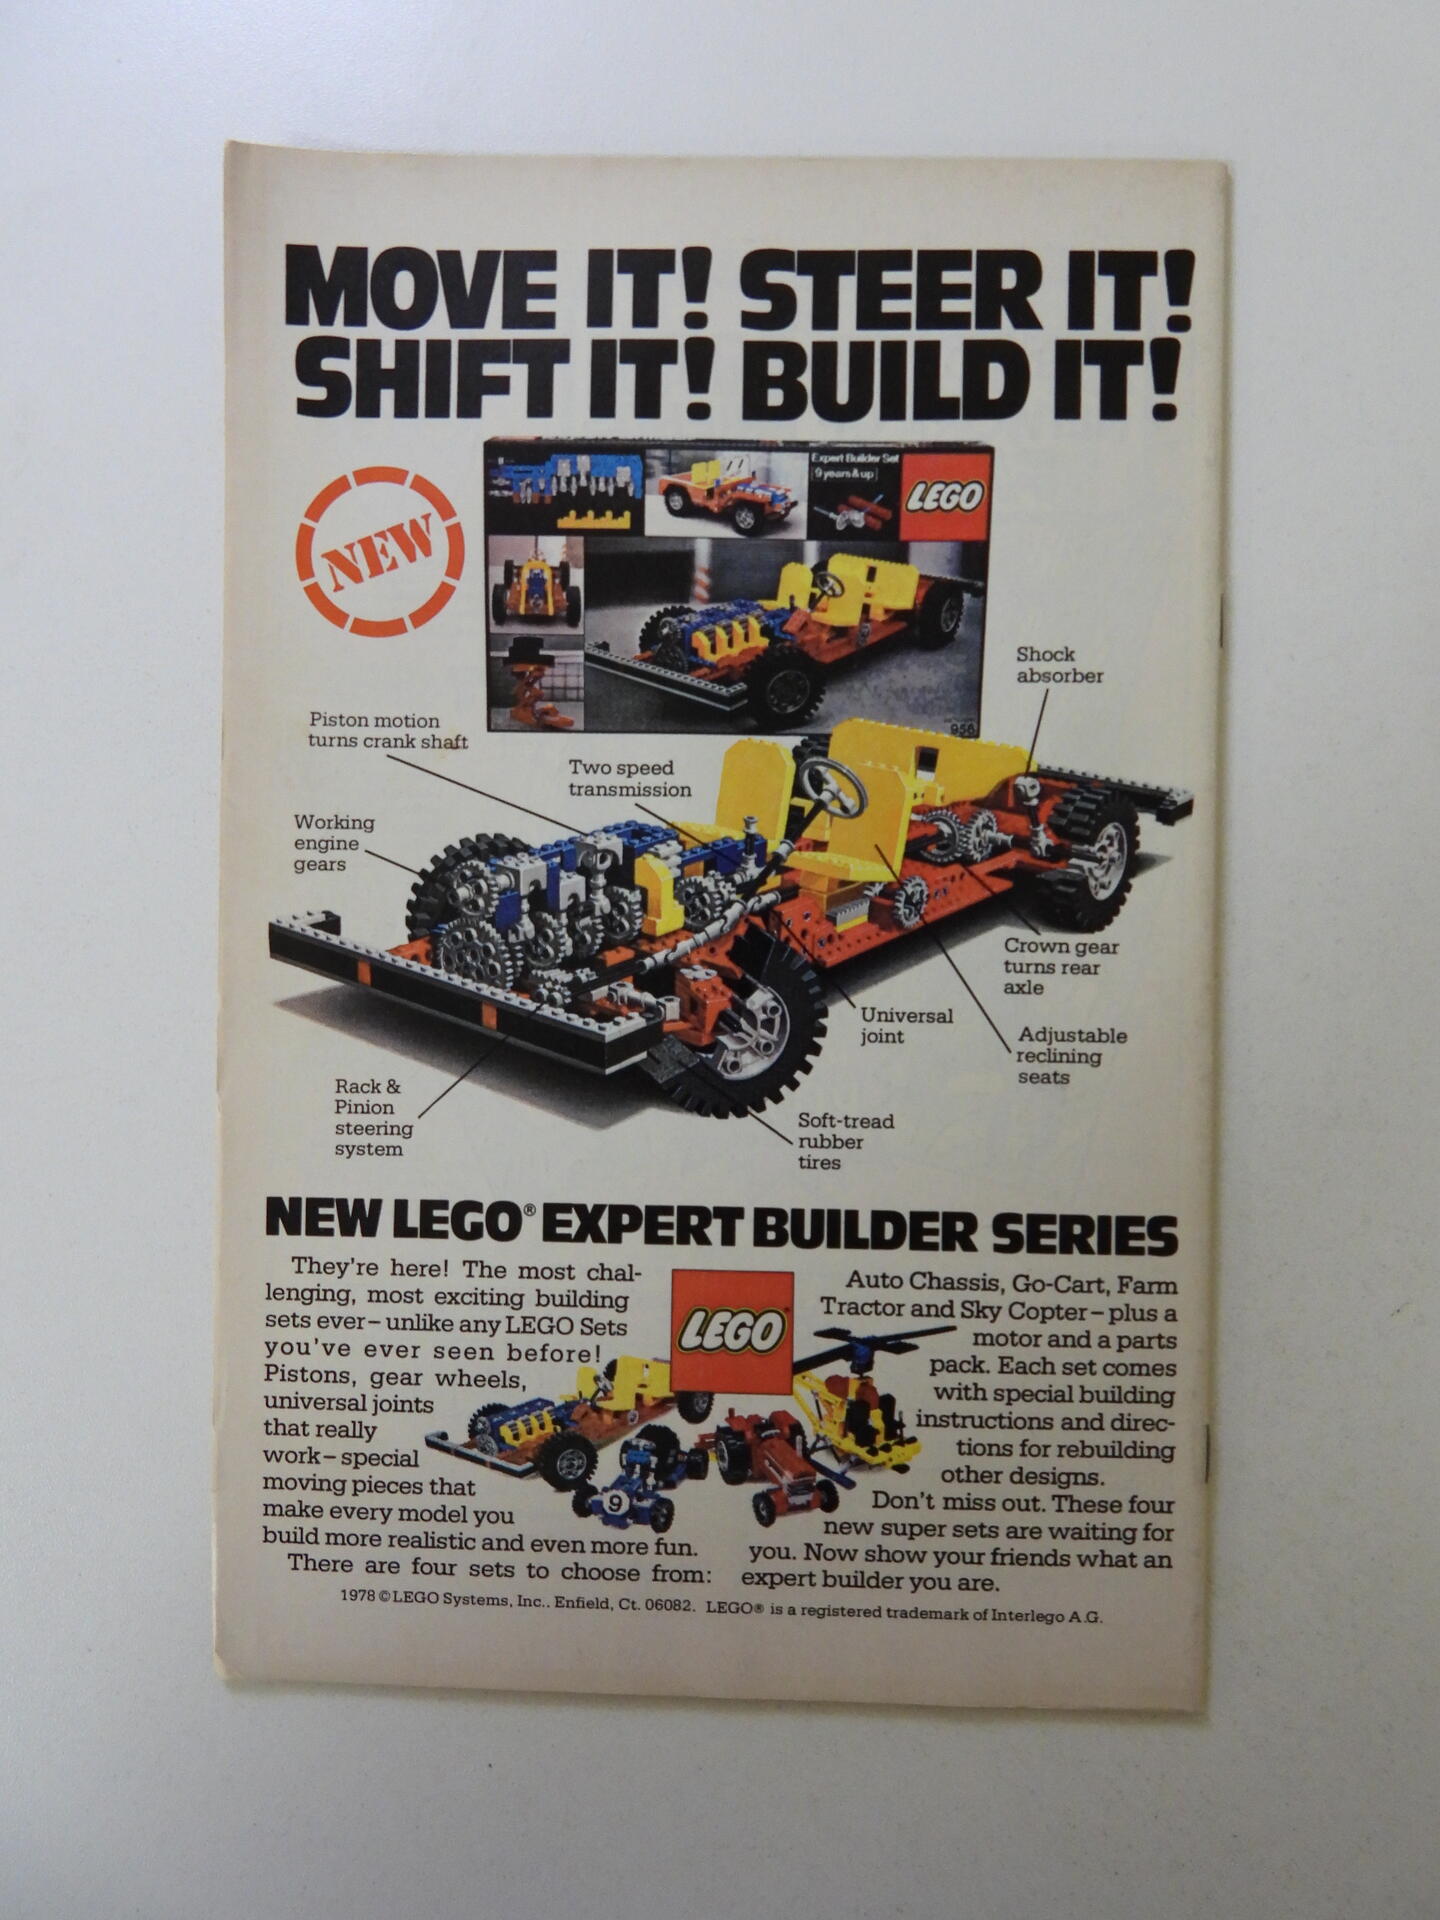 MOVE IT! STEER IT!
SHIFT IT! BUILD IT!
NEW
Expert Builder Set
9 years & up
LEGO
956
Shock
absorber
Piston motion
turns crank shaft
Two speed
transmission
Working
engine
gears
Crown gear
turns rear
axle
Universal
joint
Adjustable
reclining
seats
Rack &
Pinion
steering
system
Soft-tread
rubber
tires
NEW LEGO® EXPERT BUILDER SERIES
They're here! The most chal-
lenging, most exciting building
sets ever – unlike any LEGO Sets
you've ever seen before!
Pistons, gear wheels,
universal joints
that really
work – special
moving pieces that
make every model you
build more realistic and even more fun.
There are four sets to choose from:
LEGO
9
Auto Chassis, Go-Cart, Farm
Tractor and Sky Copter – plus a
motor and a parts
pack. Each set comes
with special building
instructions and direc-
tions for rebuilding
other designs.
Don't miss out. These four
new super sets are waiting for
you. Now show your friends what an
expert builder you are.
1978 © LEGO Systems, Inc.. Enfield, Ct. 06082. LEGO® is a registered trademark of Interlego A.G.